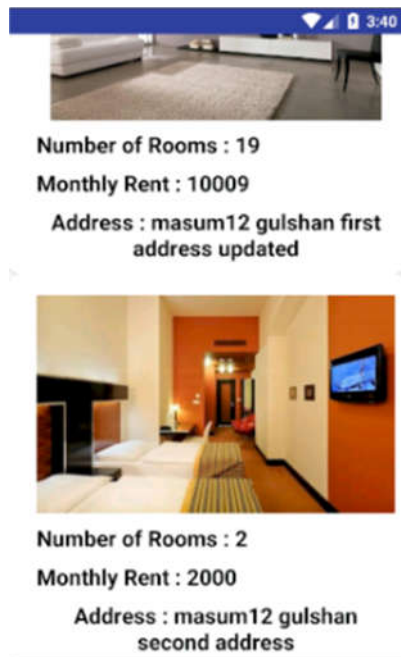 3:40
Number of Rooms : 19
Monthly Rent : 10009
Address : masum12 gulshan first
address updated
Number of Rooms : 2
Monthly Rent : 2000
Address : masum12 gulshan
second address